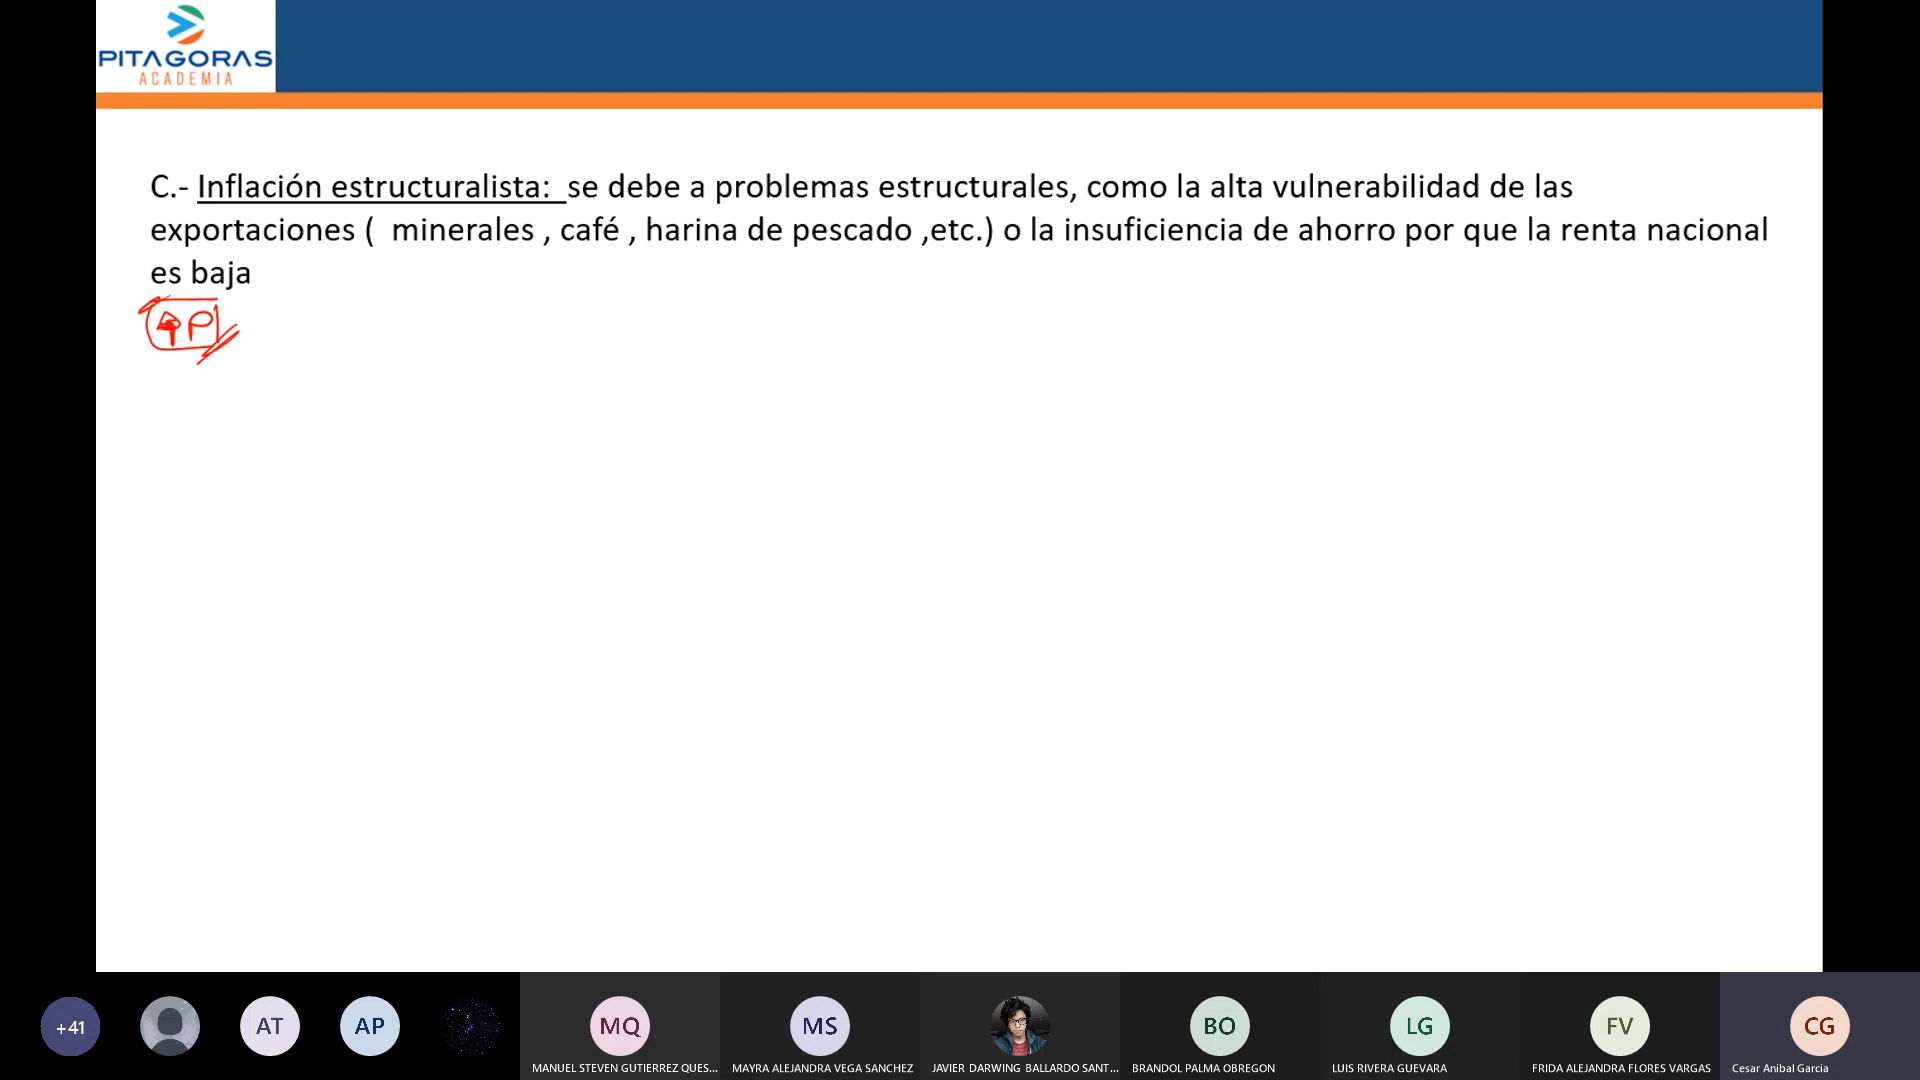 PITAGORAS
ACADEMIA
C.- Inflación estructuralista: se debe a problemas estructurales, como la alta vulnerabilidad de las
exportaciones ( minerales , café , harina de pescado ,etc.) o la insuficiencia de ahorro por que la renta nacional
es baja
↑P
+41
AT
AP
MQ
MS
BO
LG
FV
CG
MANUEL STEVEN GUTIERREZ QUES...
MAYRA ALEJANDRA VEGA SANCHEZ
JAVIER DARWING BALLARDO SANT...
BRANDOL PALMA OBREGON
LUIS RIVERA GUEVARA
FRIDA ALEJANDRA FLORES VARGAS
Cesar Anibal Garcia